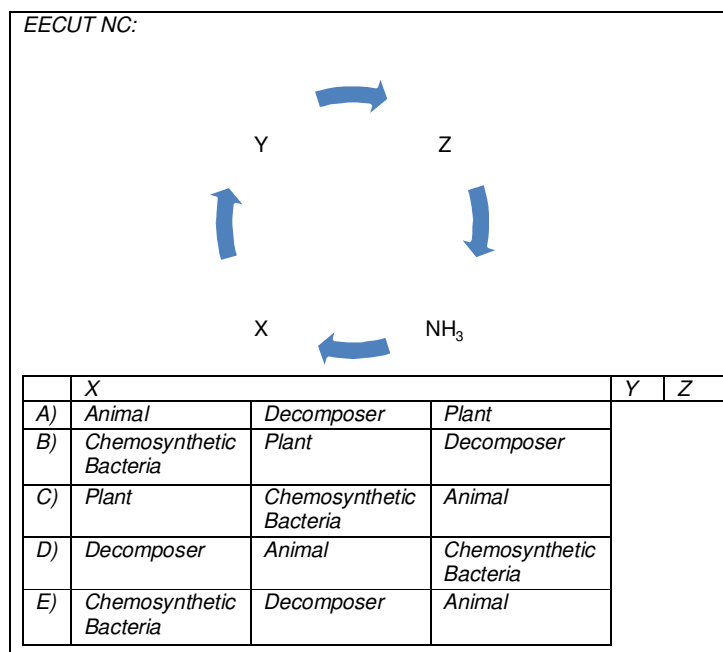 EECUT NC:
Y Z
X NH₃
X Y Z
A) Animal Decomposer Plant
B) Chemosynthetic Plant Decomposer
Bacteria
C) Plant Chemosynthetic Animal
Bacteria
D) Decomposer Animal Chemosynthetic
Bacteria
E) Chemosynthetic Decomposer Animal
Bacteria